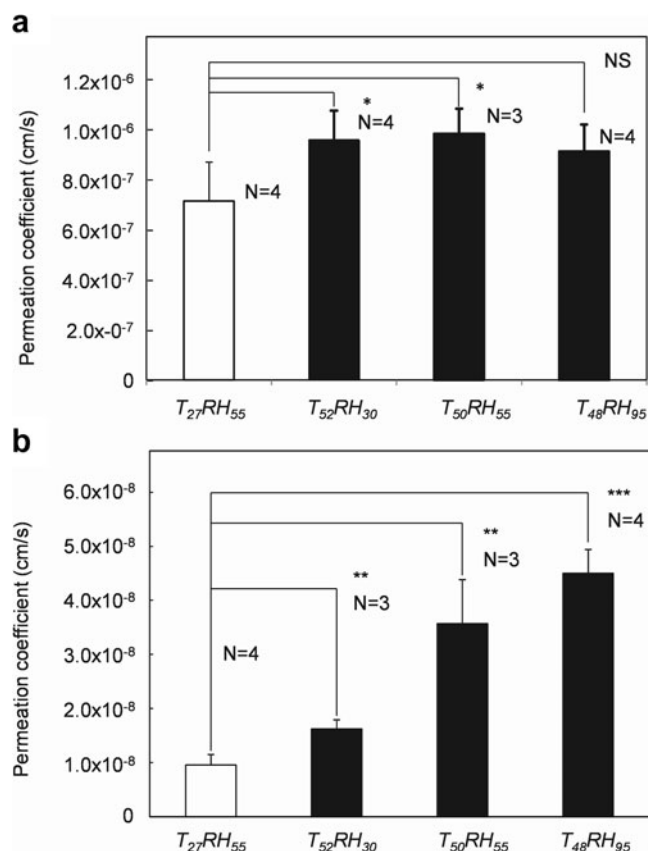 a
Permeation coefficient (cm/s)
1.2x10⁻⁶
1.0x10⁻⁶
8.0x10⁻⁷
6.0x10⁻⁷
4.0x10⁻⁷
2.0x-0⁻⁷
0
NS
*
*
N=4
N=4
N=3
N=4
T₂₇RH₅₅
T₅₂RH₃₀
T₅₀RH₅₅
T₄₈RH₉₅
b
Permeation coefficient (cm/s)
6.0x10⁻⁸
5.0x10⁻⁸
4.0x10⁻⁸
3.0x10⁻⁸
2.0x10⁻⁸
1.0x10⁻⁸
0
N=4
**
N=3
**
N=3
***
N=4
T₂₇RH₅₅
T₅₂RH₃₀
T₅₀RH₅₅
T₄₈RH₉₅